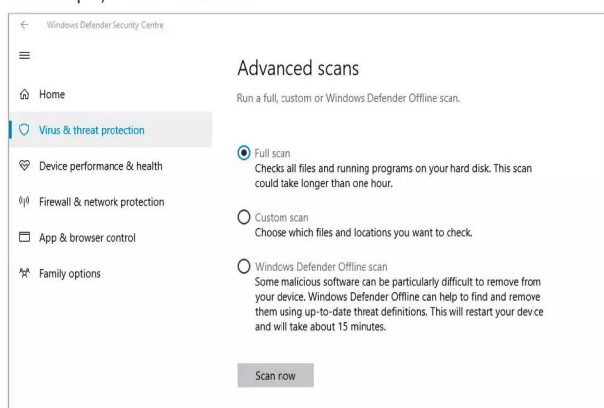 Windows Defender Security Centre
Home
Virus & threat protection
Device performance & health
Firewall & network protection
App & browser control
Family options
Advanced scans
Run a full, custom or Windows Defender Offline scan.
Full scan
Checks all files and running programs on your hard disk. This scan
could take longer than one hour.
Custom scan
Choose which files and locations you want to check.
Windows Defender Offline scan
Some malicious software can be particularly difficult to remove from
your device. Windows Defender Offline can help to find and remove
them using up-to-date threat definitions. This will restart your device
and will take about 15 minutes.
Scan now